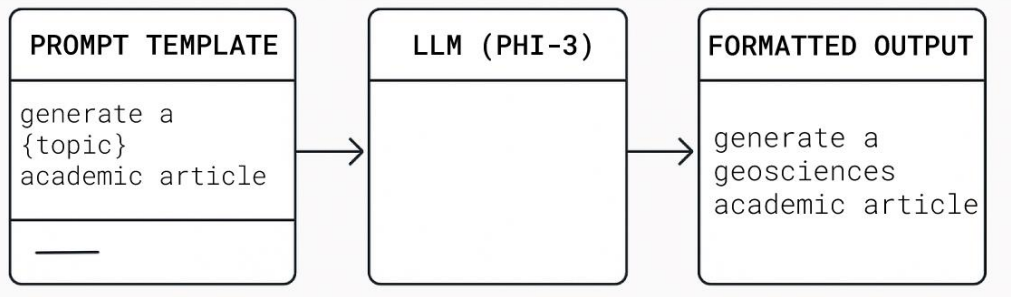 PROMPT TEMPLATE
generate a
{topic}
academic article
LLM (PHI-3)
FORMATTED OUTPUT
generate a
geosciences
academic article